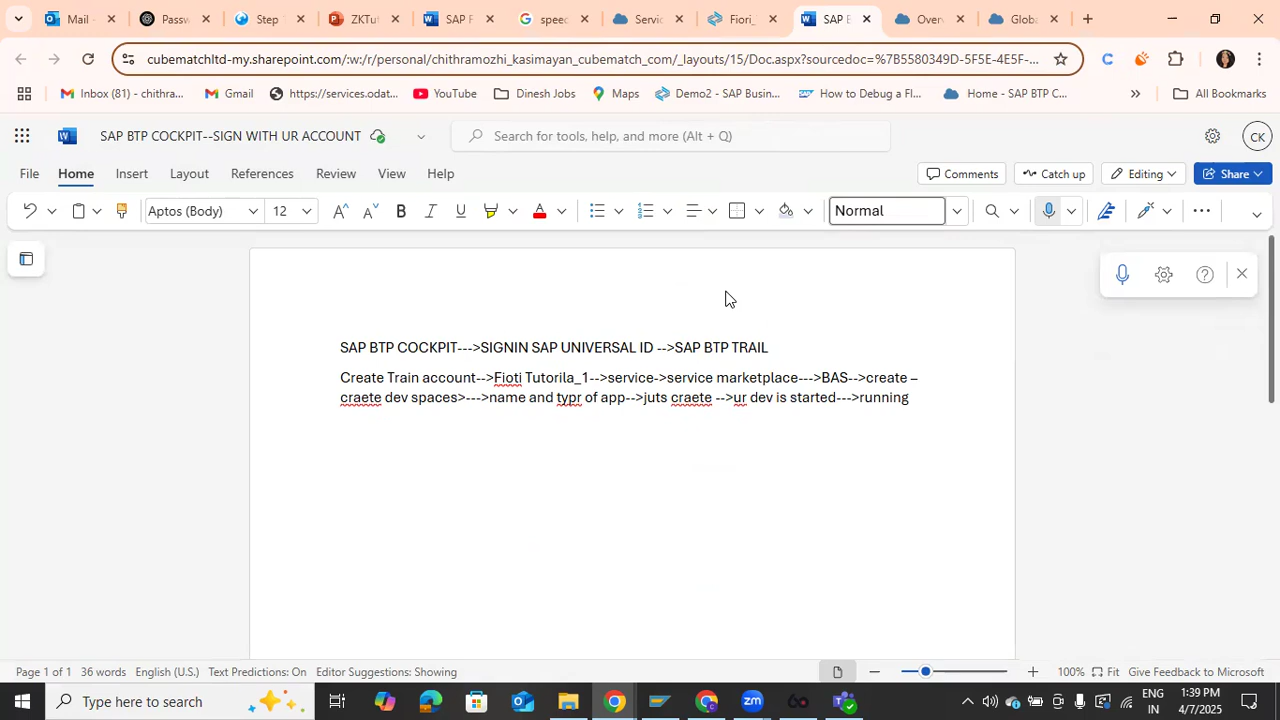 Mail
Passw
Step
ZKTut
SAP F
speec
Servic
Fiori_
SAP B
Overv
Globa
cubematchltd-my.sharepoint.com/:w:/r/personal/chithramozhi_kasimayan_cubematch_com/_layouts/15/Doc.aspx?sourcedoc=%7B5580349D-5F5E-4E5F-...
Inbox (81) - chithra...
Gmail
https://services.odat...
YouTube
Dinesh Jobs
Maps
Demo2 - SAP Busin...
How to Debug a Fl...
Home - SAP BTP C...
All Bookmarks
SAP BTP COCKPIT--SIGN WITH UR ACCOUNT
Search for tools, help, and more (Alt + Q)
CK
File Home Insert Layout References Review View Help
Comments Catch up Editing Share
Aptos (Body) 12 Normal
SAP BTP COCKPIT--->SIGNIN SAP UNIVERSAL ID -->SAP BTP TRAIL
Create Train account-->Fioti Tutorila_1-->service->service marketplace--->BAS-->create –
craete dev spaces>--->name and typr of app-->juts craete -->ur dev is started--->running
Page 1 of 1 36 words English (U.S.) Text Predictions: On Editor Suggestions: Showing
100% Fit Give Feedback to Microsoft
Type here to search
ENG
IN
1:39 PM
4/7/2025